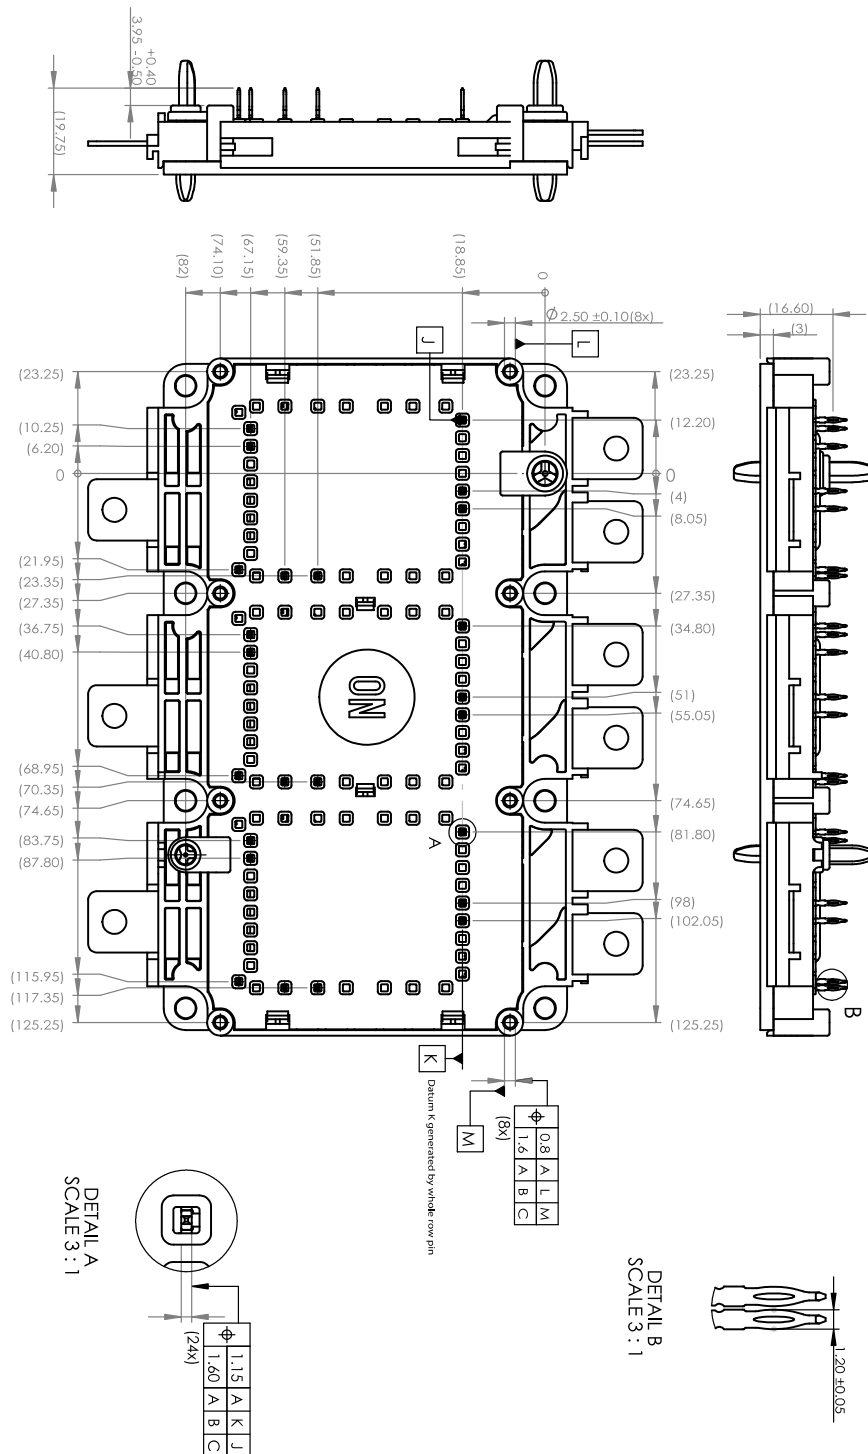 3.95 +0.40 -0.50
(19.75)
(82)
(74.10)
(67.15)
(59.35)
(51.85)
(18.85)
0
Ø 2.50 ±0.10(8x)
(16.60)
(3)
J
L
(23.25)
(10.25)
(6.20)
0
(21.95)
(23.35)
(27.35)
(36.75)
(40.80)
(68.95)
(70.35)
(74.65)
(83.75)
(87.80)
(115.95)
(117.35)
(125.25)
(23.25)
(12.20)
0
(4)
(8.05)
(27.35)
(34.80)
(51)
(55.05)
(74.65)
(81.80)
(98)
(102.05)
(125.25)
ON
A
B
K
Datum K generated by whole row pin
M
(8x)
⌖ 0.8 A L M
1.6 A B C
DETAIL A
SCALE 3 : 1
(24x)
⌖ 1.15 A K J
1.60 A B C
DETAIL B
SCALE 3 : 1
1.20 ±0.05